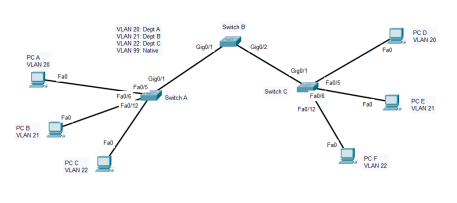 VLAN 20: Dept A
VLAN 21: Dept B
VLAN 22: Dept C
VLAN 99: Native
Switch B
Gig0/1
Gig0/2
PC D
VLAN 20
PC A
VLAN 20
Fa0
Fa0
Gig0/1
Gig0/1
Fa0/5
Fa0/6
Fa0/12
Switch A
Switch C
Fa0/5
Fa0/6
Fa0/12
Fa0
PC E
VLAN 21
PC B
VLAN 21
Fa0
Fa0
PC C
VLAN 22
Fa0
PC F
VLAN 22